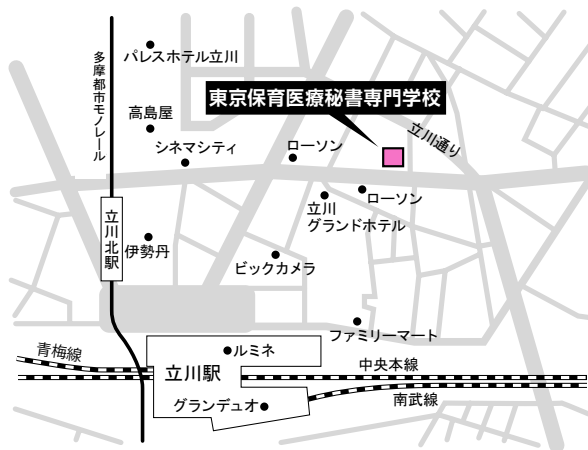 パレスホテル立川
多摩都市モノレール
東京保育医療秘書専門学校
高島屋
シネマシティ
ローソン
立川通り
ローソン
立川
グランドホテル
立川北駅
伊勢丹
ビックカメラ
ファミリーマート
青梅線
ルミネ
立川駅
中央本線
グランデュオ
南武線